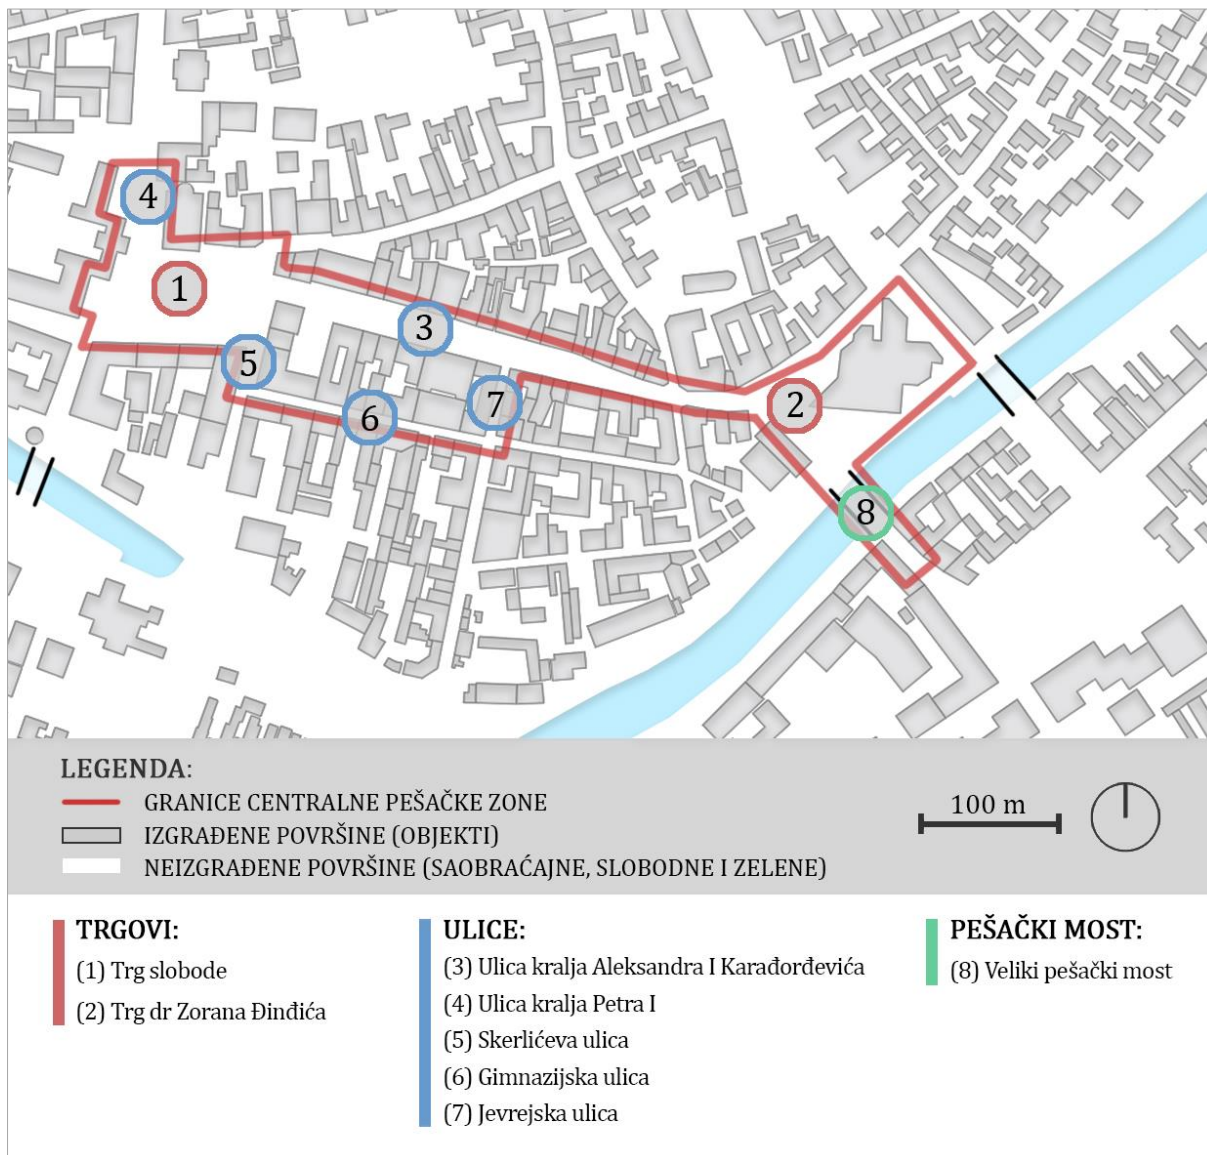 4
1
3
5
7
6
2
8
LEGENDA:
GRANICE CENTRALNE PEŠAČKE ZONE
IZGRAĐENE POVRŠINE (OBJEKTI)
NEIZGRAĐENE POVRŠINE (SAOBRAĆAJNE, SLOBODNE I ZELENE)
100 m
TRGOVI:
(1) Trg slobode
(2) Trg dr Zorana Đinđića
ULICE:
(3) Ulica kralja Aleksandra I Karađorđevića
(4) Ulica kralja Petra I
(5) Skerlićeva ulica
(6) Gimnazijska ulica
(7) Jevrejska ulica
PEŠAČKI MOST:
(8) Veliki pešački most